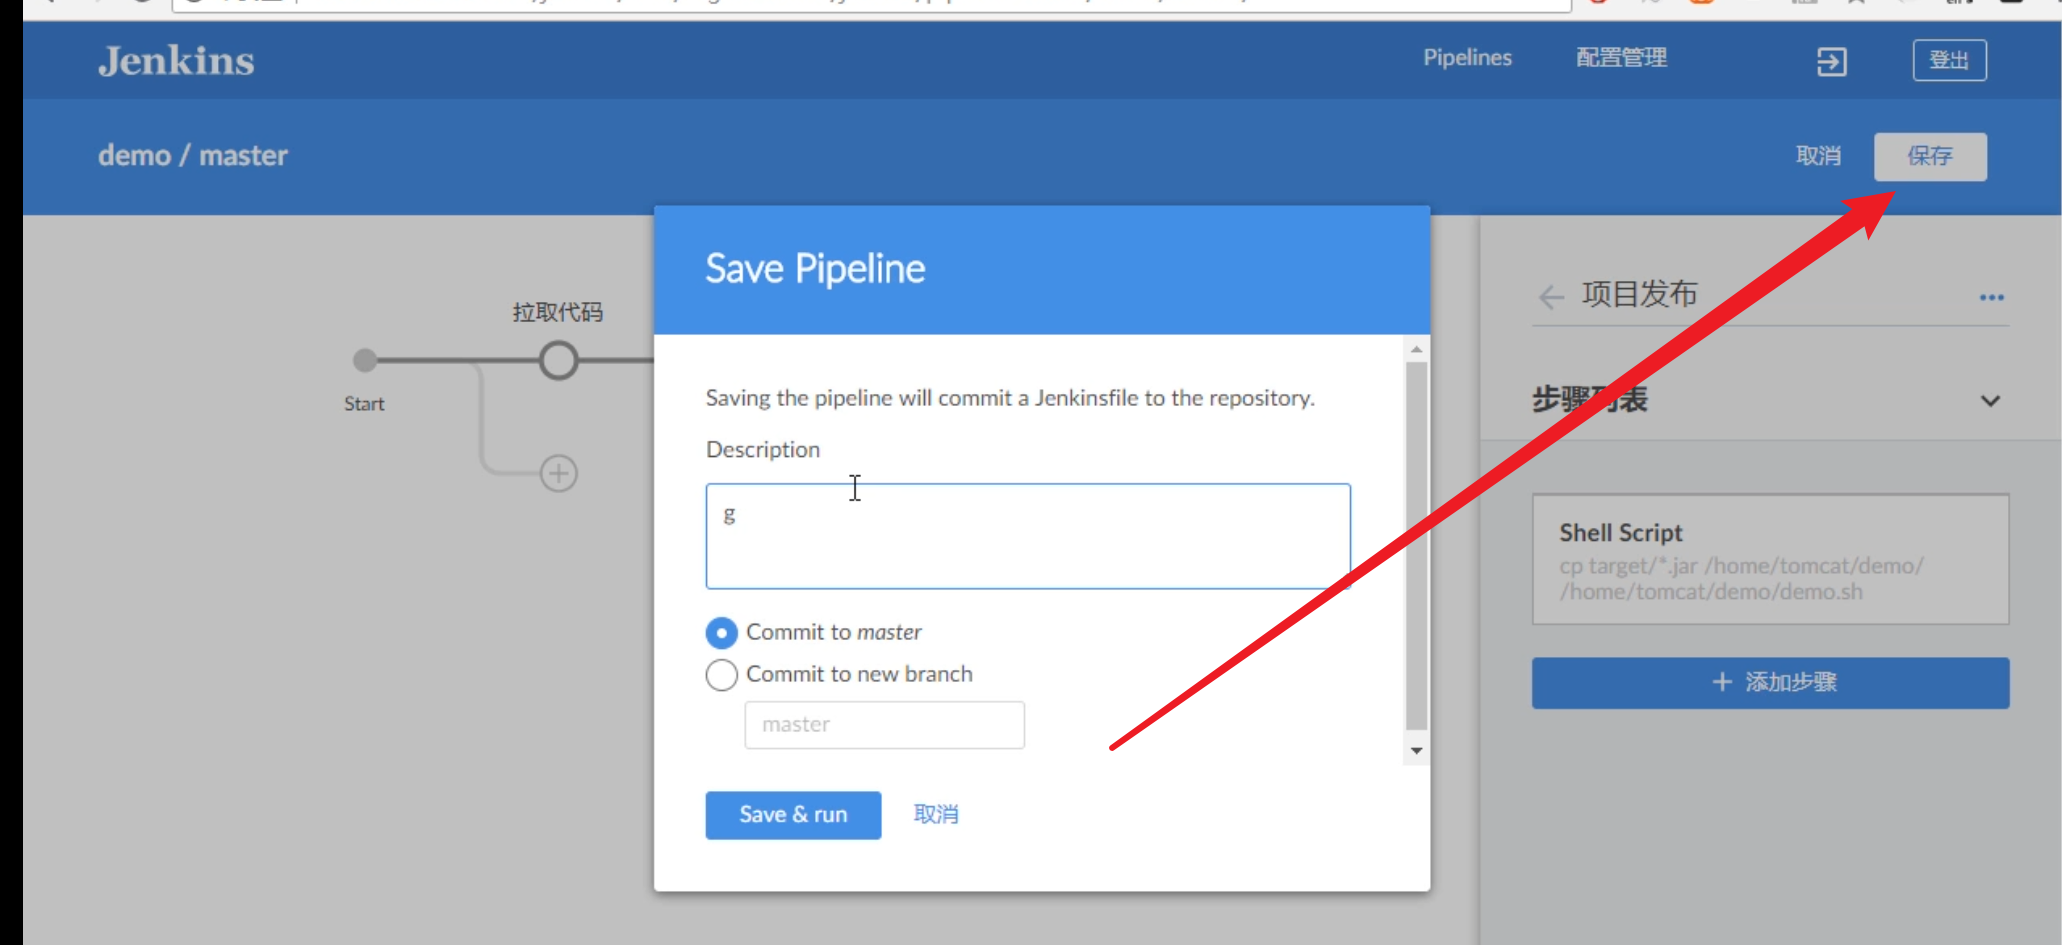 Jenkins
Pipelines
配置管理
登出
demo / master
取消
保存
拉取代码
Start
Save Pipeline
Saving the pipeline will commit a Jenkinsfile to the repository.
Description
g
Commit to master
Commit to new branch
master
Save & run
取消
项目发布
步骤列表
Shell Script
cp target/*.jar /home/tomcat/demo/
/home/tomcat/demo/demo.sh
添加步骤